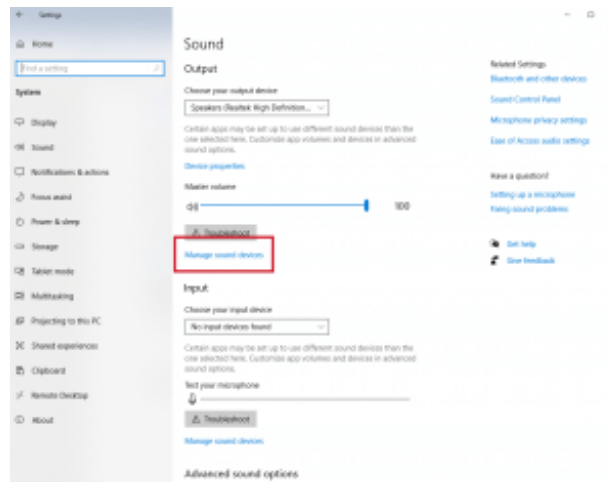 Settings
Home
Find a setting
System
Display
Sound
Notifications & actions
Focus assist
Power & sleep
Storage
Tablet mode
Multitasking
Projecting to this PC
Shared experiences
Clipboard
Remote Desktop
About
Sound
Output
Choose your output device
Speakers (Realtek High Definition...
Certain apps may be set up to use different sound devices than the
one selected here. Customize app volumes and devices in advanced
sound options.
Device properties
Master volume
100
Troubleshoot
Manage sound devices
Input
Choose your input device
No input devices found
Certain apps may be set up to use different sound devices than the
one selected here. Customize app volumes and devices in advanced
sound options.
Test your microphone
Troubleshoot
Manage sound devices
Advanced sound options
Related Settings
Bluetooth and other devices
Sound Control Panel
Microphone privacy settings
Ease of Access audio settings
Have a question?
Setting up a microphone
Fixing sound problems
Get help
Give feedback